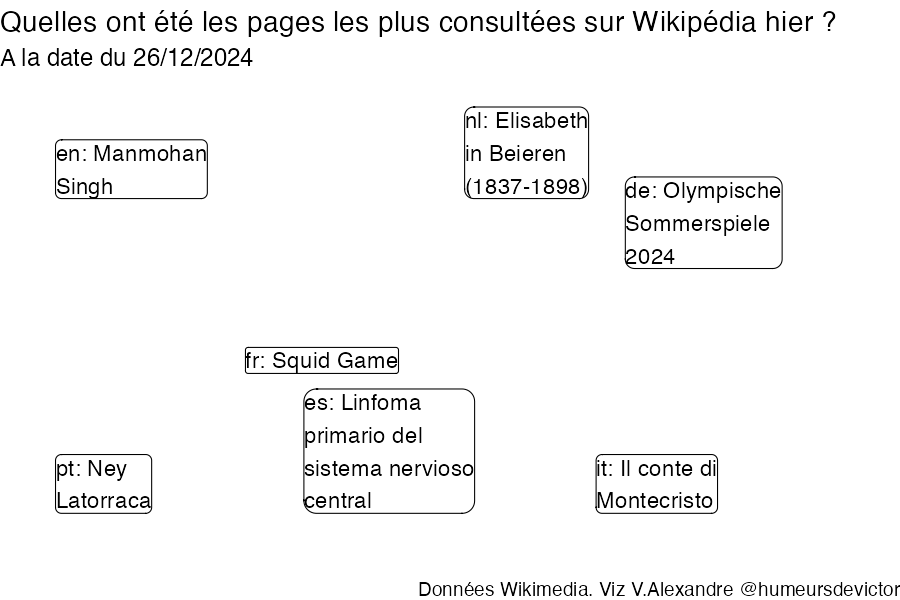 Quelles ont été les pages les plus consultées sur Wikipédia hier ?
A la date du 26/12/2024
nl: Elisabeth
in Beieren
(1837-1898)
en: Manmohan
Singh
de: Olympische
Sommerspiele
2024
fr: Squid Game
es: Linfoma
primario del
sistema nervioso
central
pt: Ney
Latorraca
it: Il conte di
Montecristo
Données Wikimedia. Viz V.Alexandre @humeursdevictor